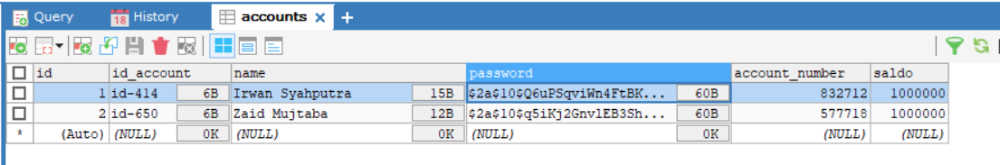 Query History accounts x +
18
id id_account name password account_number saldo
1 id-414 6B Irwan Syahputra 15B $2a$10$Q6uPSqviWn4FtBK... 60B 832712 1000000
2 id-650 6B Zaid Mujtaba 12B $2a$10$q5iKj2GnvlEB3Sh... 60B 577718 1000000
* (Auto) (NULL) 0K (NULL) 0K (NULL) 0K (NULL) (NULL)